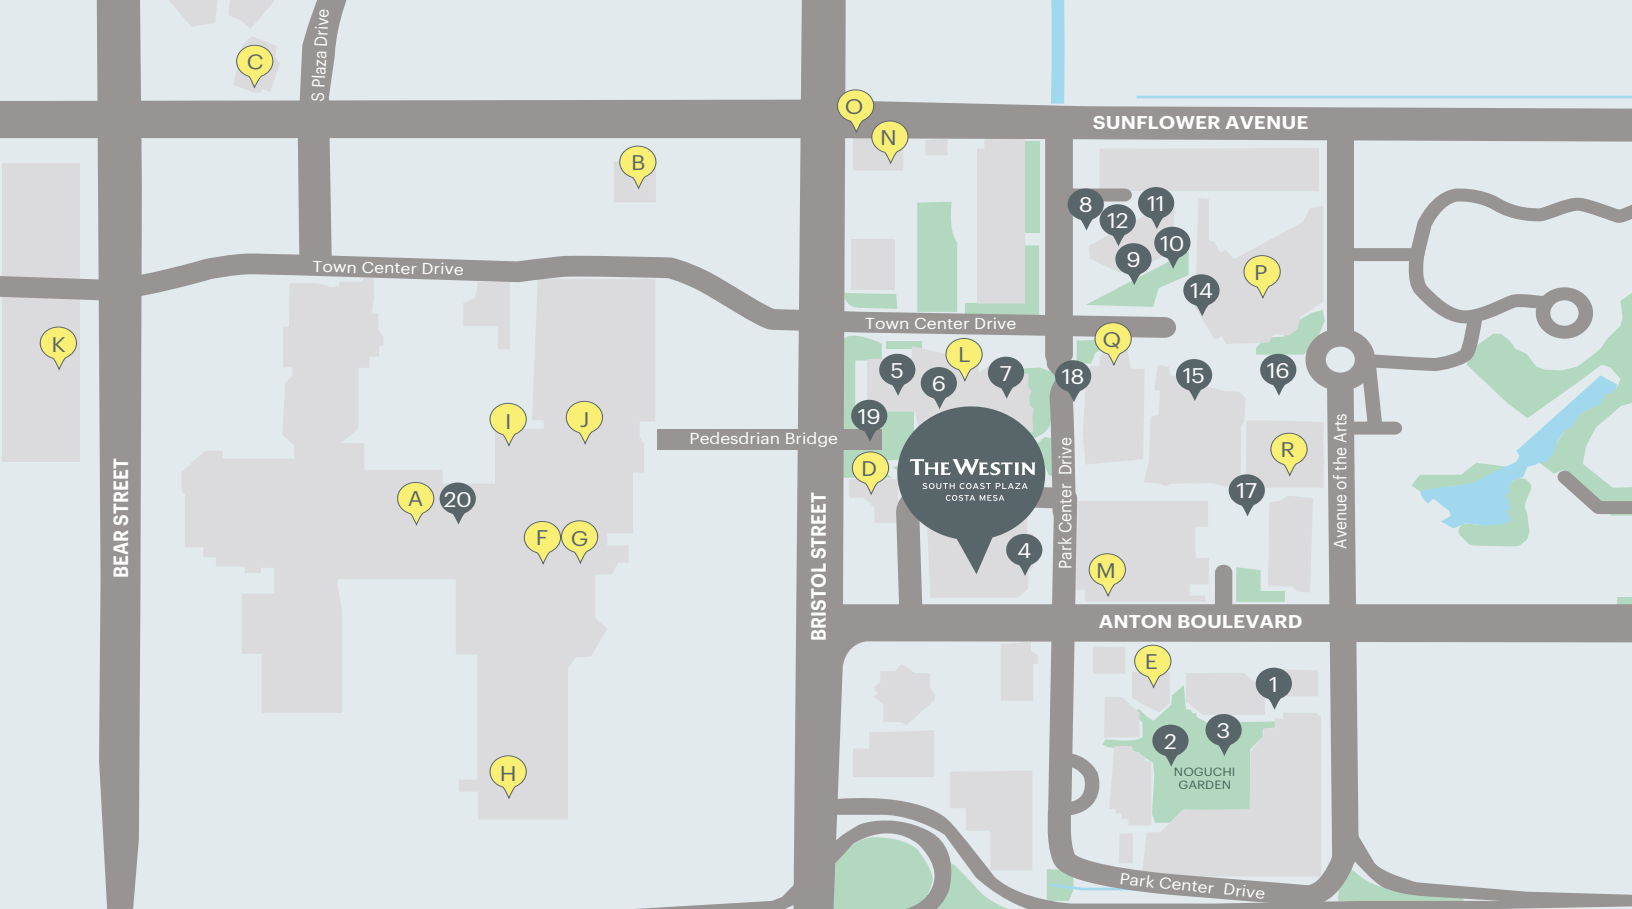 S Plaza Drive
C
O
N
SUNFLOWER AVENUE
B
8
12
11
10
9
14
P
Town Center Drive
Town Center Drive
K
Q
L
5
6
7
18
15
16
19
I
J
Pedesdrian Bridge
D
THE WESTIN
SOUTH COAST PLAZA
COSTA MESA
R
17
A
20
F
G
4
M
BEAR STREET
BRISTOL STREET
Park Center Drive
Avenue of the Arts
ANTON BOULEVARD
E
1
2
3
NOGUCHI
GARDEN
H
Park Center Drive